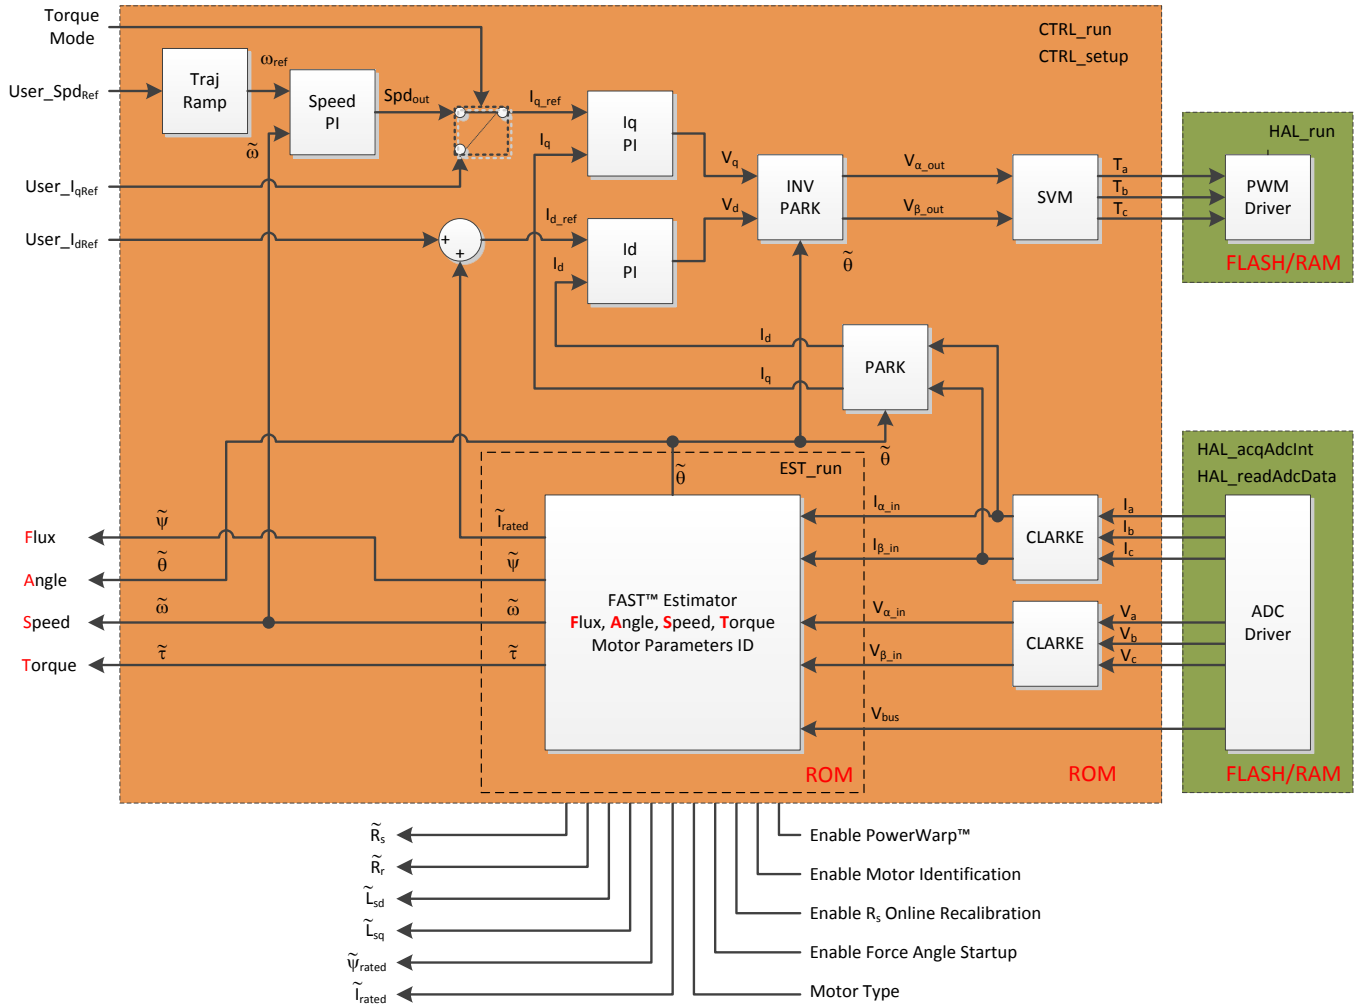 Torque
Mode
CTRL_run
CTRL_setup
User_SpdRef
Traj
Ramp
ωref
Speed
PI
Spdout
Iq_ref
Iq
PI
HAL_run
ω̃
Iq
Vq
INV
PARK
Vα_out
SVM
Ta
Tb
Tc
PWM
Driver
User_IqRef
Vd
Vβ_out
User_IdRef
+
+
Id_ref
Id
Id
PI
θ̃
FLASH/RAM
Id
Iq
PARK
θ̃
θ̃
EST_run
HAL_acqAdcInt
HAL_readAdcData
Flux
ψ̃
Ĩrated
Iα_in
CLARKE
Ia
Ib
Ic
Angle
θ̃
ψ̃
Iβ_in
Speed
ω̃
ω̃
FAST™ Estimator
Flux, Angle, Speed, Torque
Motor Parameters ID
Vα_in
CLARKE
Va
Vb
Vc
ADC
Driver
Torque
τ̃
τ̃
Vβ_in
Vbus
ROM
ROM
FLASH/RAM
R̃s
Enable PowerWarp™
R̃r
Enable Motor Identification
L̃sd
Enable Rs Online Recalibration
L̃sq
Enable Force Angle Startup
ψ̃rated
Motor Type
Ĩrated